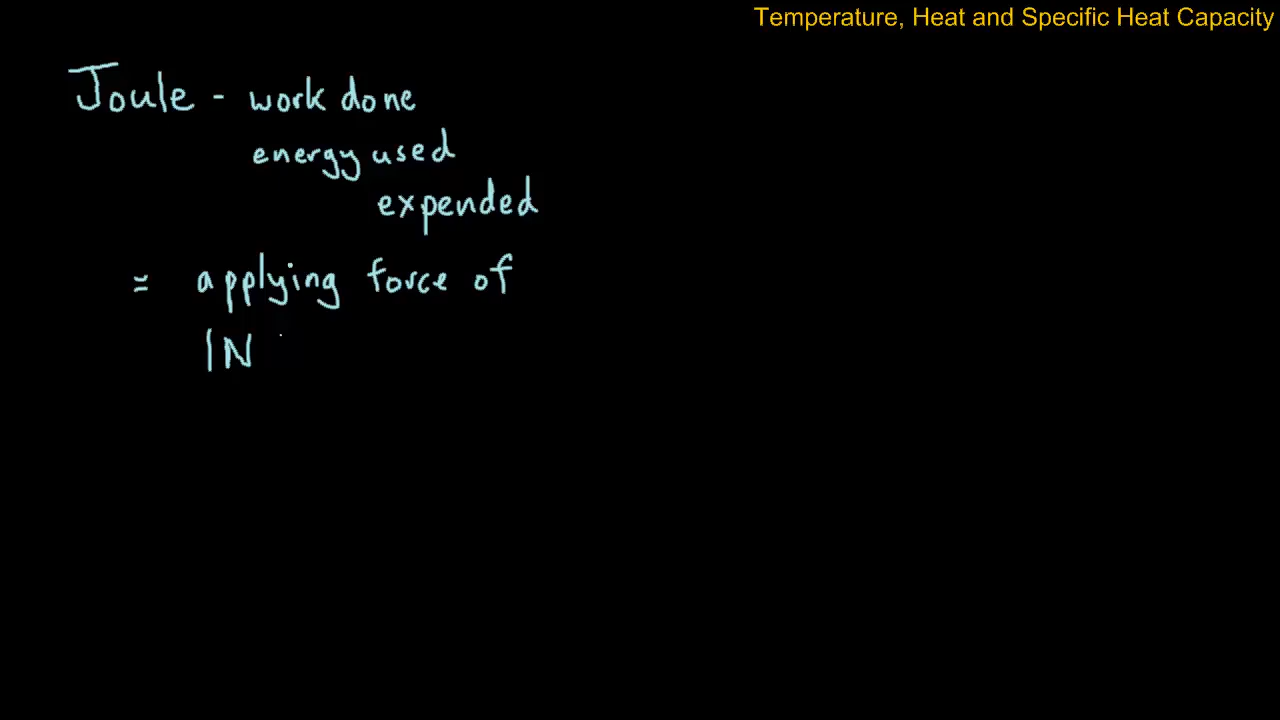 Temperature, Heat and Specific Heat Capacity
Joule - work done
energy used
expended
= applying force of
1N